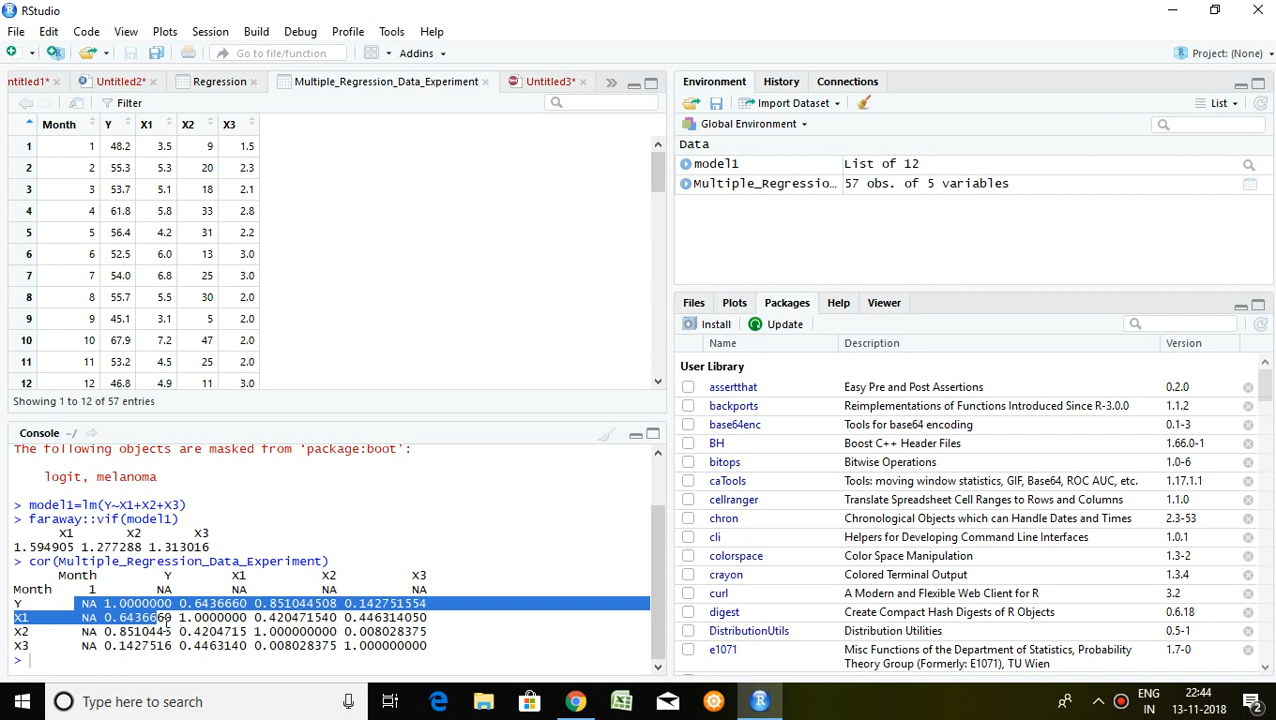 RStudio
File Edit Code View Plots Session Build Debug Profile Tools Help
Go to file/function Addins Project: (None)
ntitled1* Untitled2* Regression Multiple_Regression_Data_Experiment Untitled3*
Filter
Month Y X1 X2 X3
1 1 48.2 3.5 9 1.5
2 2 55.3 5.3 20 2.3
3 3 53.7 5.1 18 2.1
4 4 61.8 5.8 33 2.8
5 5 56.4 4.2 31 2.2
6 6 52.5 6.0 13 3.0
7 7 54.0 6.8 25 3.0
8 8 55.7 5.5 30 2.0
9 9 45.1 3.1 5 2.0
10 10 67.9 7.2 47 2.0
11 11 53.2 4.5 25 2.0
12 12 46.8 4.9 11 3.0
Showing 1 to 12 of 57 entries
Console ~/
The following objects are masked from ‘package:boot’:
logit, melanoma
> model1=lm(Y~X1+X2+X3)
> faraway::vif(model1)
X1 X2 X3
1.594905 1.277288 1.313016
> cor(Multiple_Regression_Data_Experiment)
Month Y X1 X2 X3
Month 1 NA NA NA NA
Y NA 1.0000000 0.6436660 0.851044508 0.142751554
X1 NA 0.6436660 1.0000000 0.420471540 0.446314050
X2 NA 0.8510445 0.4204715 1.000000000 0.008028375
X3 NA 0.1427516 0.4463140 0.008028375 1.000000000
>
Environment History Connections
Import Dataset List
Global Environment
Data
model1 List of 12
Multiple_Regressio… 57 obs. of 5 variables
Files Plots Packages Help Viewer
Install Update
Name Description Version
User Library
assertthat Easy Pre and Post Assertions 0.2.0
backports Reimplementations of Functions Introduced Since R-3.0.0 1.1.2
base64enc Tools for base64 encoding 0.1-3
BH Boost C++ Header Files 1.66.0-1
bitops Bitwise Operations 1.0-6
caTools Tools: moving window statistics, GIF, Base64, ROC AUC, etc. 1.17.1.1
cellranger Translate Spreadsheet Cell Ranges to Rows and Columns 1.1.0
chron Chronological Objects which can Handle Dates and Times 2.3-53
cli Helpers for Developing Command Line Interfaces 1.0.1
colorspace Color Space Manipulation 1.3-2
crayon Colored Terminal Output 1.3.4
curl A Modern and Flexible Web Client for R 3.2
digest Create Compact Hash Digests of R Objects 0.6.18
DistributionUtils Distribution Utilities 0.5-1
e1071 Misc Functions of the Department of Statistics, Probability 1.7-0
Theory Group (Formerly: E1071), TU Wien
Type here to search
ENG 22:44
IN 13-11-2018 2